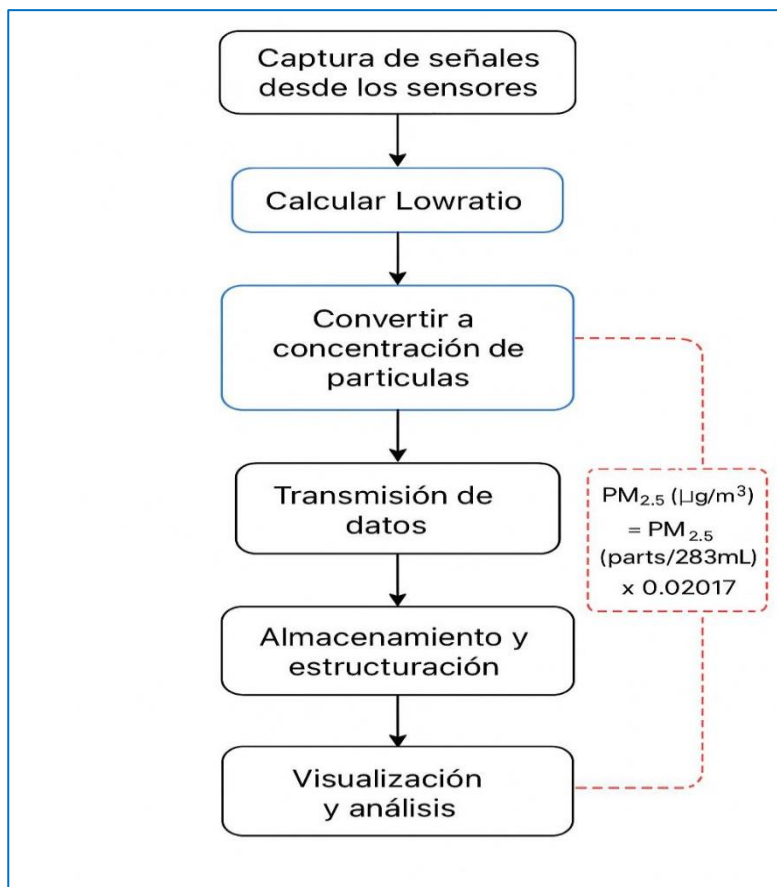 Captura de señales
desde los sensores
Calcular Lowratio
Convertir a
concentración de
particulas
Transmisión de
datos
PM₂.₅ (μg/m³)
= PM₂.₅
(parts/283mL)
x 0.02017
Almacenamiento y
estructuración
Visualización
y análisis